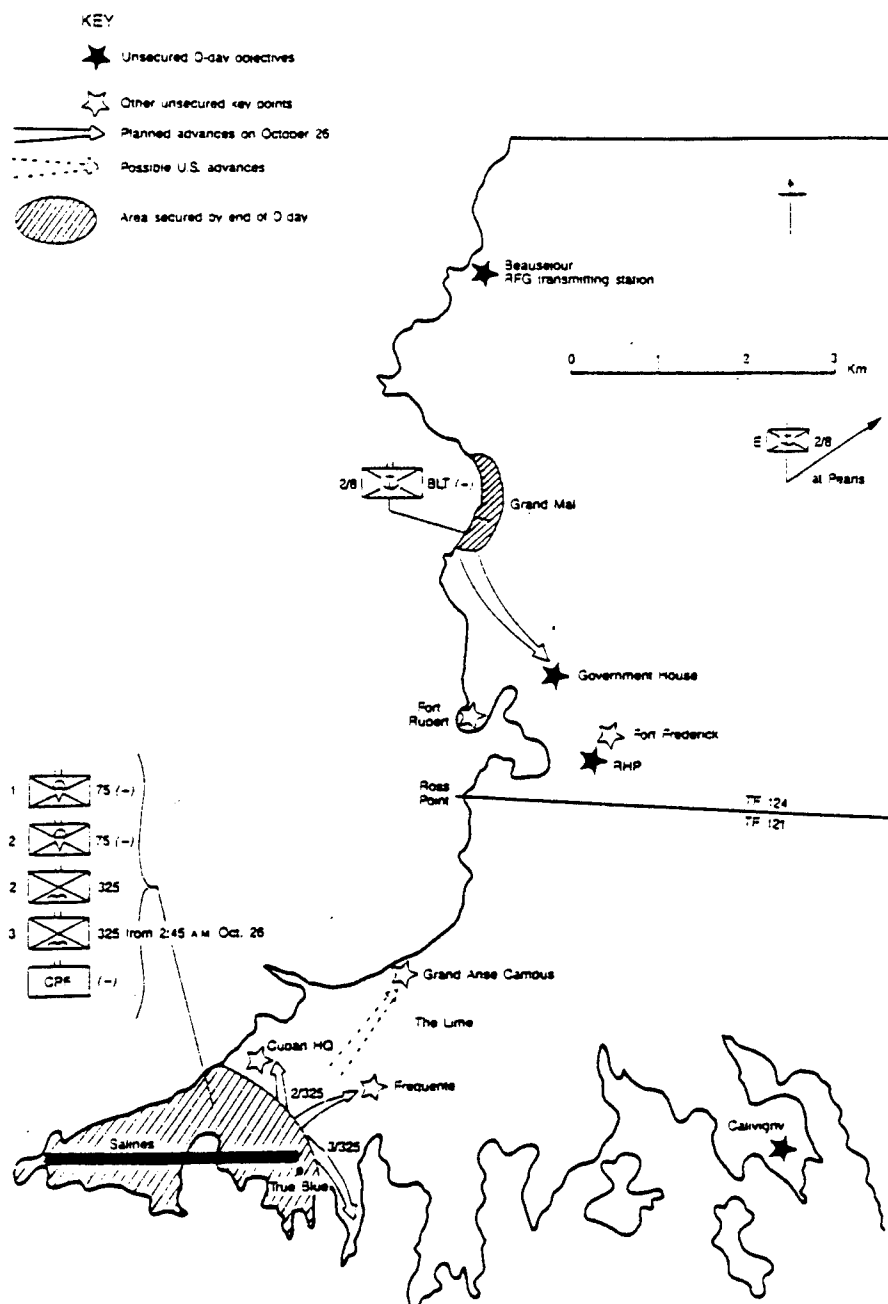 KEY
Unsecured D-day objectives
Other unsecured key points
Planned advances on October 26
Possible U.S. advances
Area secured by end of D day
Beausejour
RFG transmitting station
0 1 2 3
Km
E 2/8
at Pearls
2/8 BLT (-)
Grand Mal
Government House
Fort
Rupert
Fort Frederick
RHP
Ross
Point
TF 124
TF 121
1 75 (-)
2 75 (-)
2 325
3 325 from 2:45 A.M. Oct. 26
CPF (-)
Grand Anse Campus
The Lime
Cuban HQ
2/325
Frequente
Calivigny
Salines
3/325
True Blue